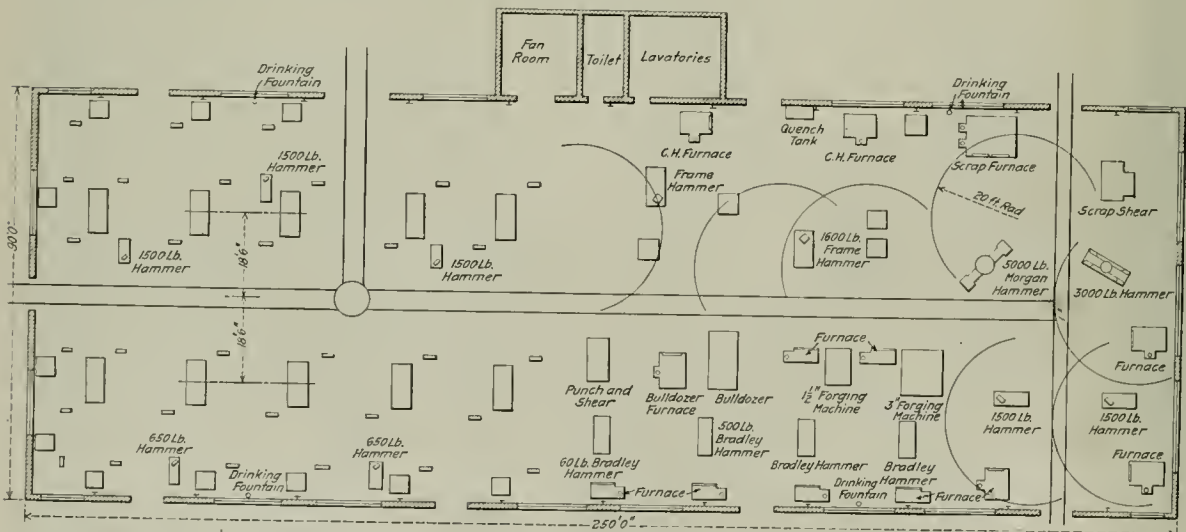 Fan
Room
Toilet
Lavatories
Drinking
Fountain
Drinking
Fountain
1500 Lb.
Hammer
C.H. Furnace
Frame
Hammer
Quench
Tank
C.H. Furnace
Scrap Furnace
20 ft. Rad
Scrap Shear
90'0"
1500 Lb.
Hammer
18'6"
1500 Lb.
Hammer
1600 Lb.
Frame
Hammer
5000 Lb.
Morgan
Hammer
3000 Lb. Hammer
18'6"
Punch and
Shear
Bulldozer
Furnace
Bulldozer
Furnace
1½" Forging
Machine
3" Forging
Machine
1500 Lb.
Hammer
Furnace
1500 Lb.
Hammer
650 Lb.
Hammer
Drinking
Fountain
650 Lb.
Hammer
60 Lb. Bradley
Hammer
500 Lb.
Bradley
Hammer
Bradley Hammer
Bradley
Hammer
Furnace
Furnace
Drinking
Fountain
Furnace
250'0"